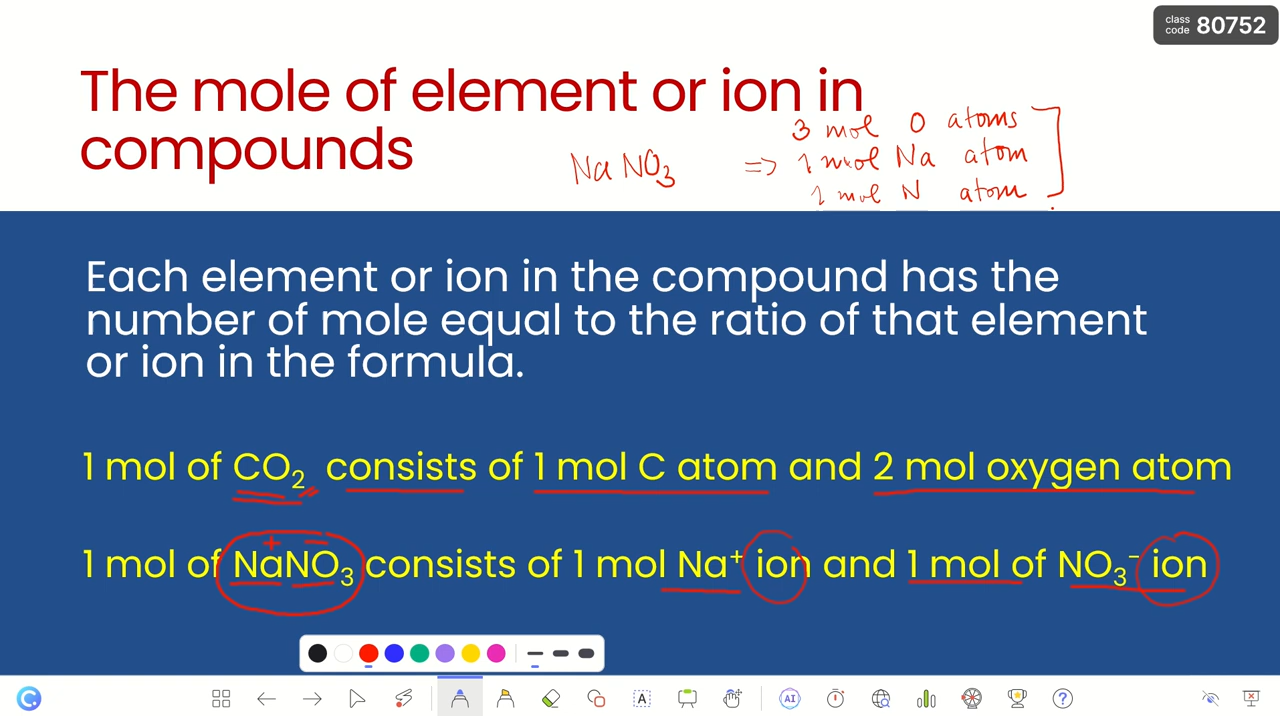 class code 80752
The mole of element or ion in
compounds
NaNO₃ => 3 mol O atoms
1 mol Na atom
1 mol N atom
Each element or ion in the compound has the
number of mole equal to the ratio of that element
or ion in the formula.
1 mol of CO₂ consists of 1 mol C atom and 2 mol oxygen atom
+ −
1 mol of NaNO₃ consists of 1 mol Na⁺ ion and 1 mol of NO₃⁻ ion
A
AI
?